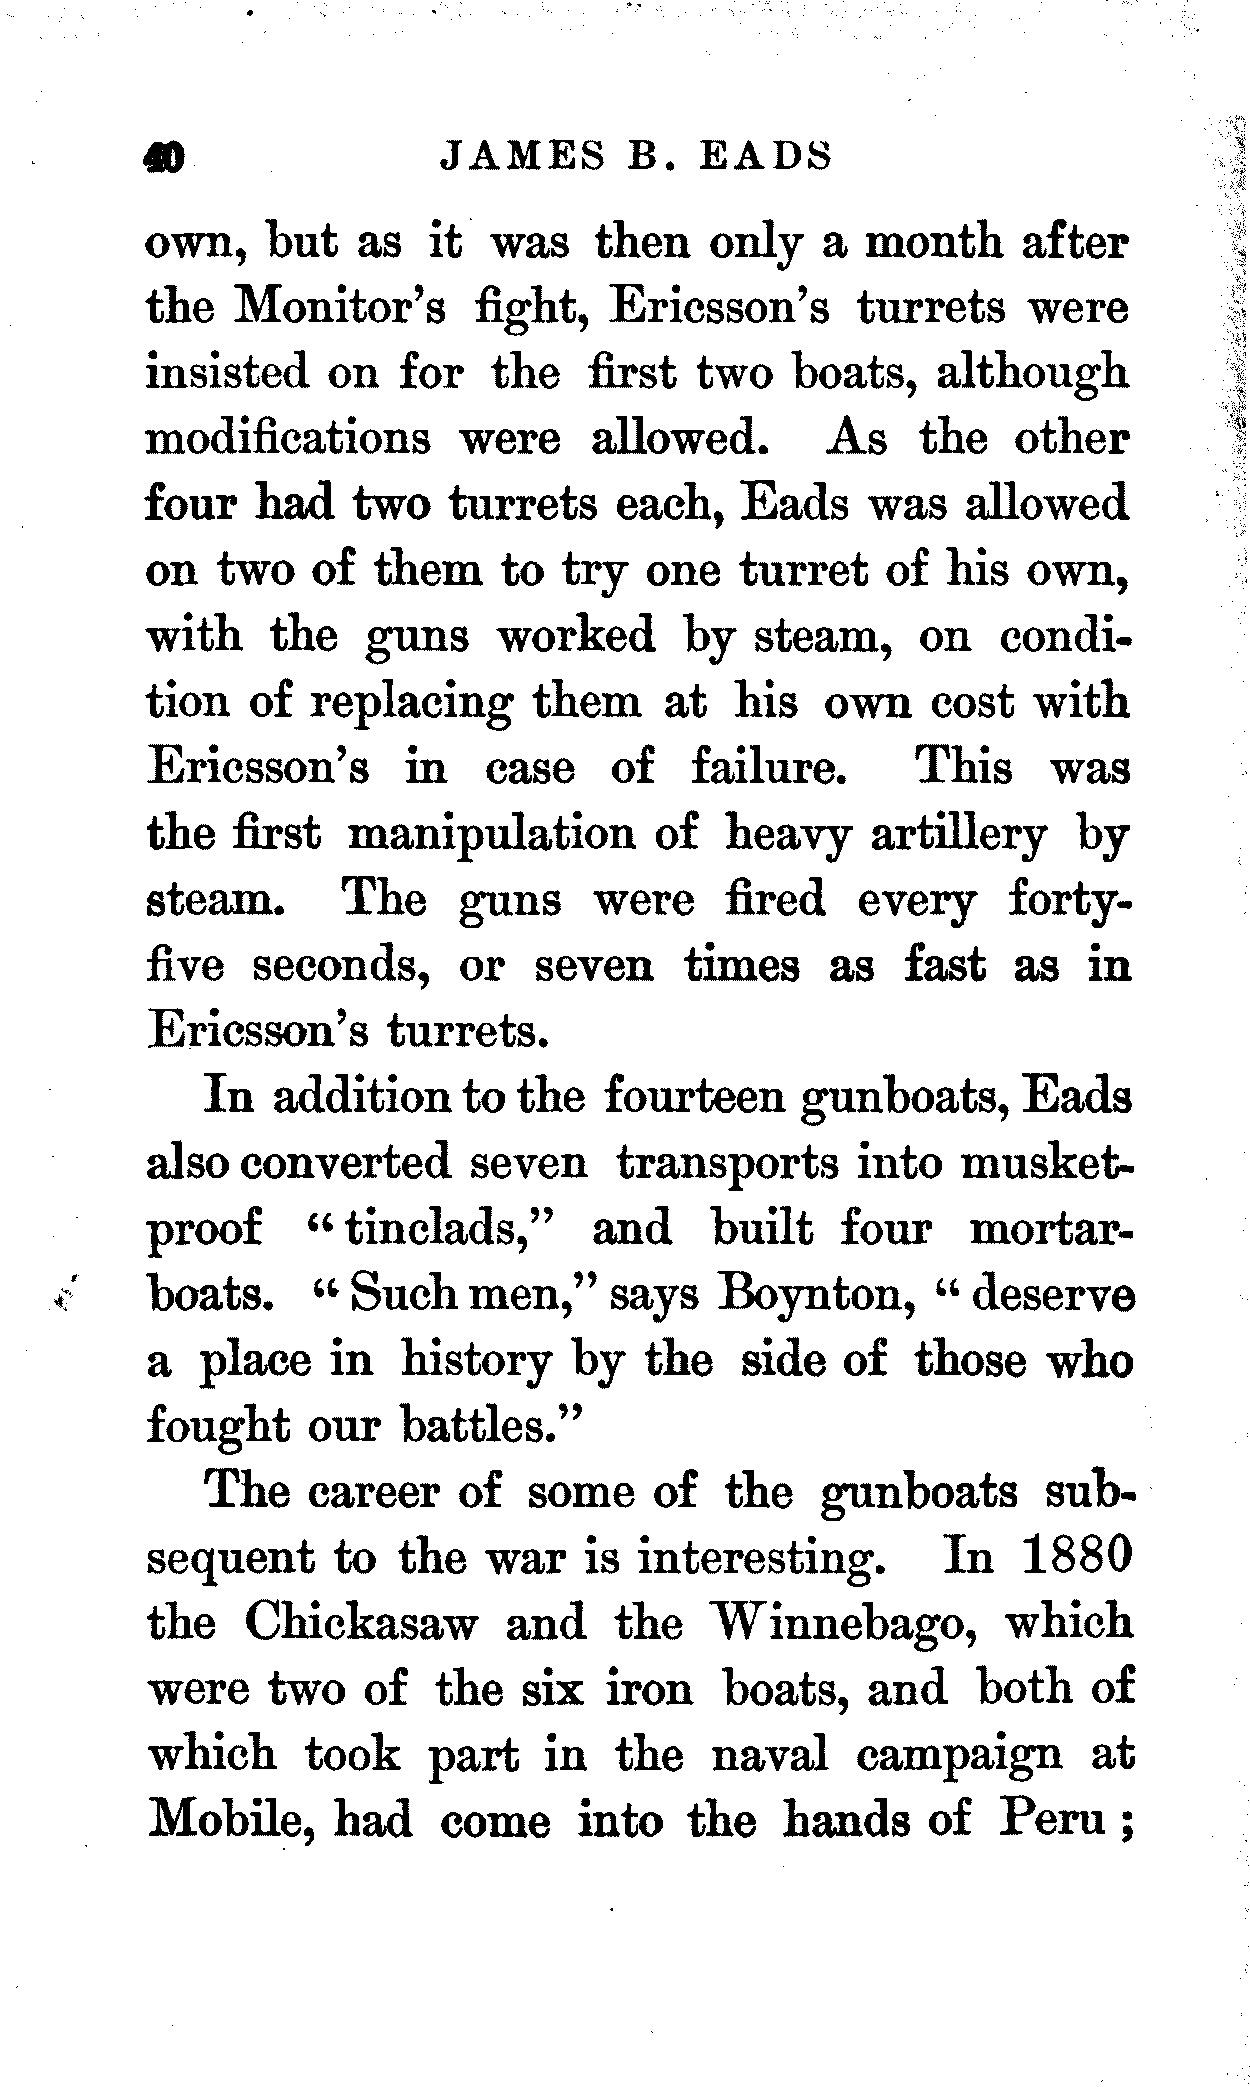 40 JAMES B. EADS
own, but as it was then only a month after
the Monitor's fight, Ericsson's turrets were
insisted on for the first two boats, although
modifications were allowed. As the other
four had two turrets each, Eads was allowed
on two of them to try one turret of his own,
with the guns worked by steam, on condi-
tion of replacing them at his own cost with
Ericsson's in case of failure. This was
the first manipulation of heavy artillery by
steam. The guns were fired every forty-
five seconds, or seven times as fast as in
Ericsson's turrets.
In addition to the fourteen gunboats, Eads
also converted seven transports into musket-
proof "tinclads," and built four mortar-
boats. "Such men," says Boynton, "deserve
a place in history by the side of those who
fought our battles."
The career of some of the gunboats sub-
sequent to the war is interesting. In 1880
the Chickasaw and the Winnebago, which
were two of the six iron boats, and both of
which took part in the naval campaign at
Mobile, had come into the hands of Peru ;